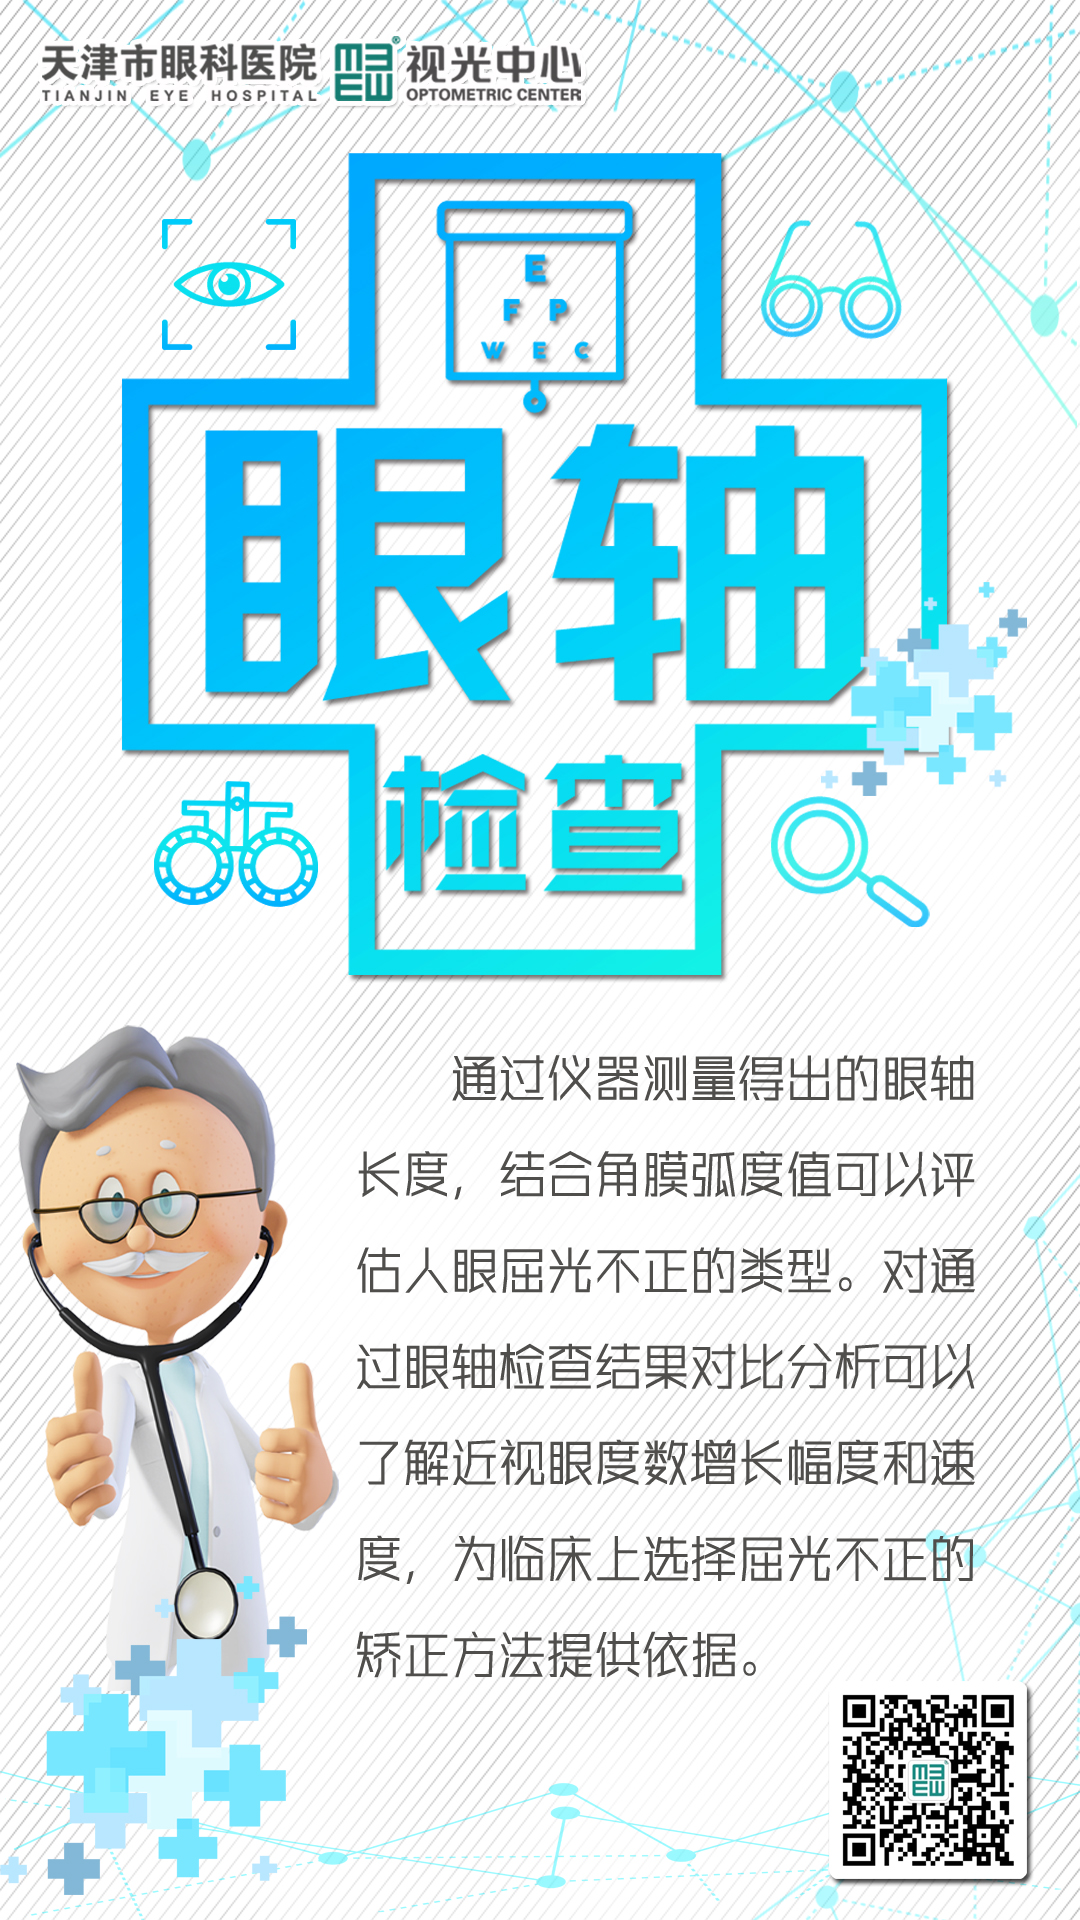 天津市眼科医院 视光中心
TIANJIN EYE HOSPITAL OPTOMETRIC CENTER
E
F P
W E C
眼轴
检查
通过仪器测量得出的眼轴
长度，结合角膜弧度值可以评
估人眼屈光不正的类型。对通
过眼轴检查结果对比分析可以
了解近视眼度数增长幅度和速
度，为临床上选择屈光不正的
矫正方法提供依据。